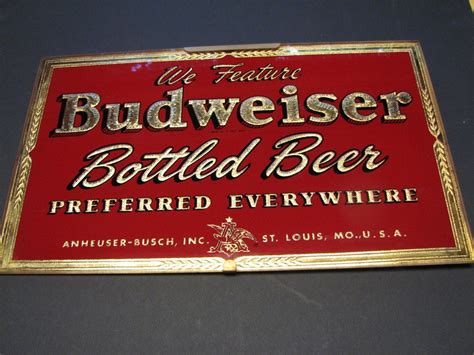 We Feature
Budweiser
Bottled Beer
PREFERRED EVERYWHERE
ANHEUSER-BUSCH, INC. ST. LOUIS, MO., U.S.A.